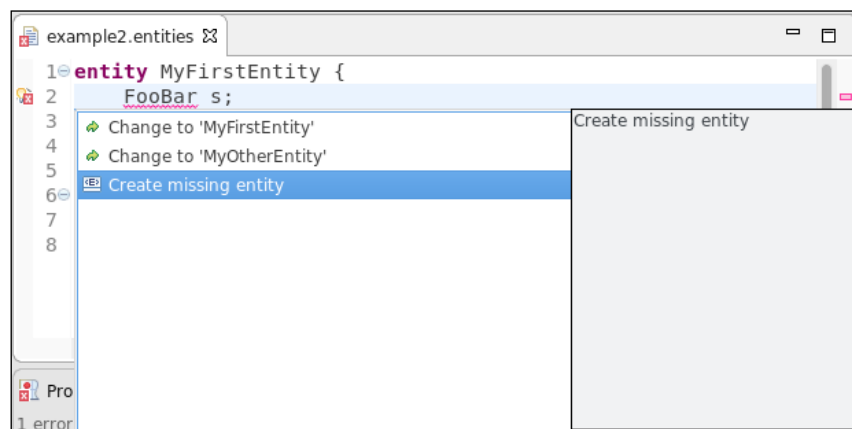 example2.entities
1 entity MyFirstEntity {
2 FooBar s;
3
4
5
6
7
8
Change to 'MyFirstEntity'
Change to 'MyOtherEntity'
Create missing entity
Create missing entity
Pro
1 error